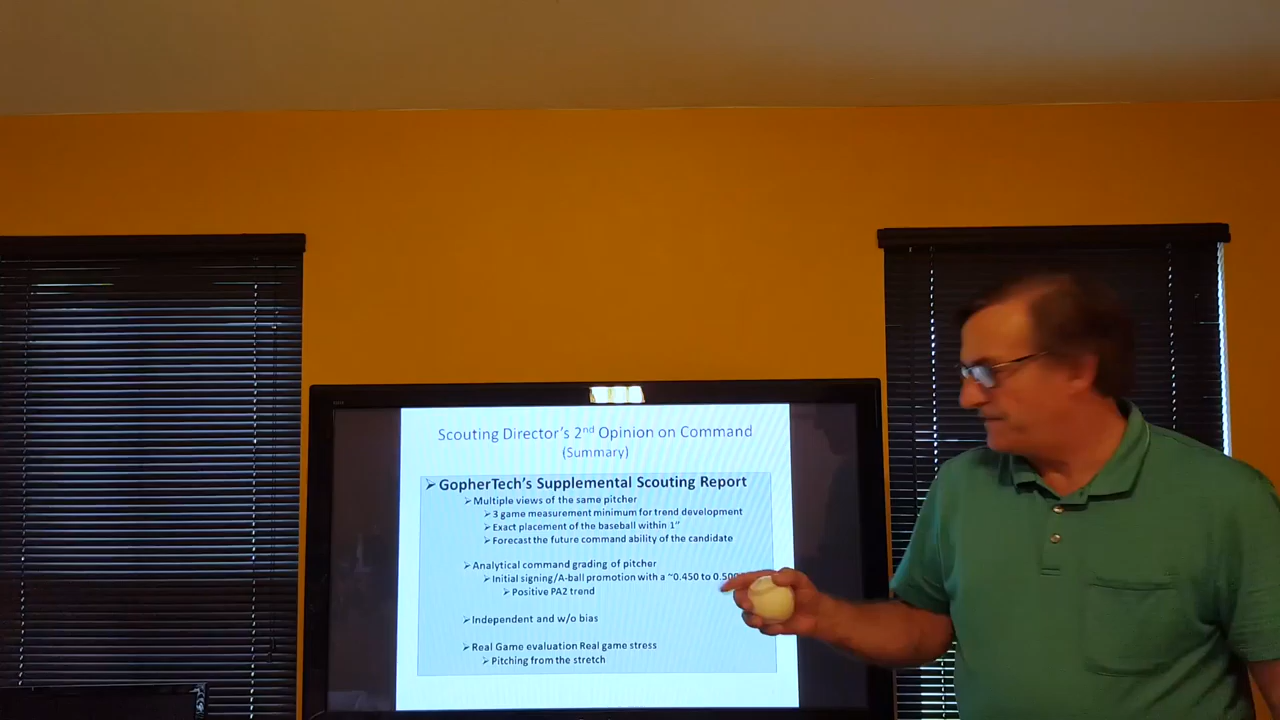 Scouting Director's 2nd Opinion on Command
(Summary)
➢ GopherTech's Supplemental Scouting Report
➢ Multiple views of the same pitcher
➢ 3 game measurement minimum for trend development
➢ Exact placement of the baseball within 1"
➢ Forecast the future command ability of the candidate
➢ Analytical command grading of pitcher
➢ Initial signing/A-ball promotion with a ~0.450 to 0.500
➢ Positive PA2 trend
➢ Independent and w/o bias
➢ Real Game evaluation Real game stress
➢ Pitching from the stretch